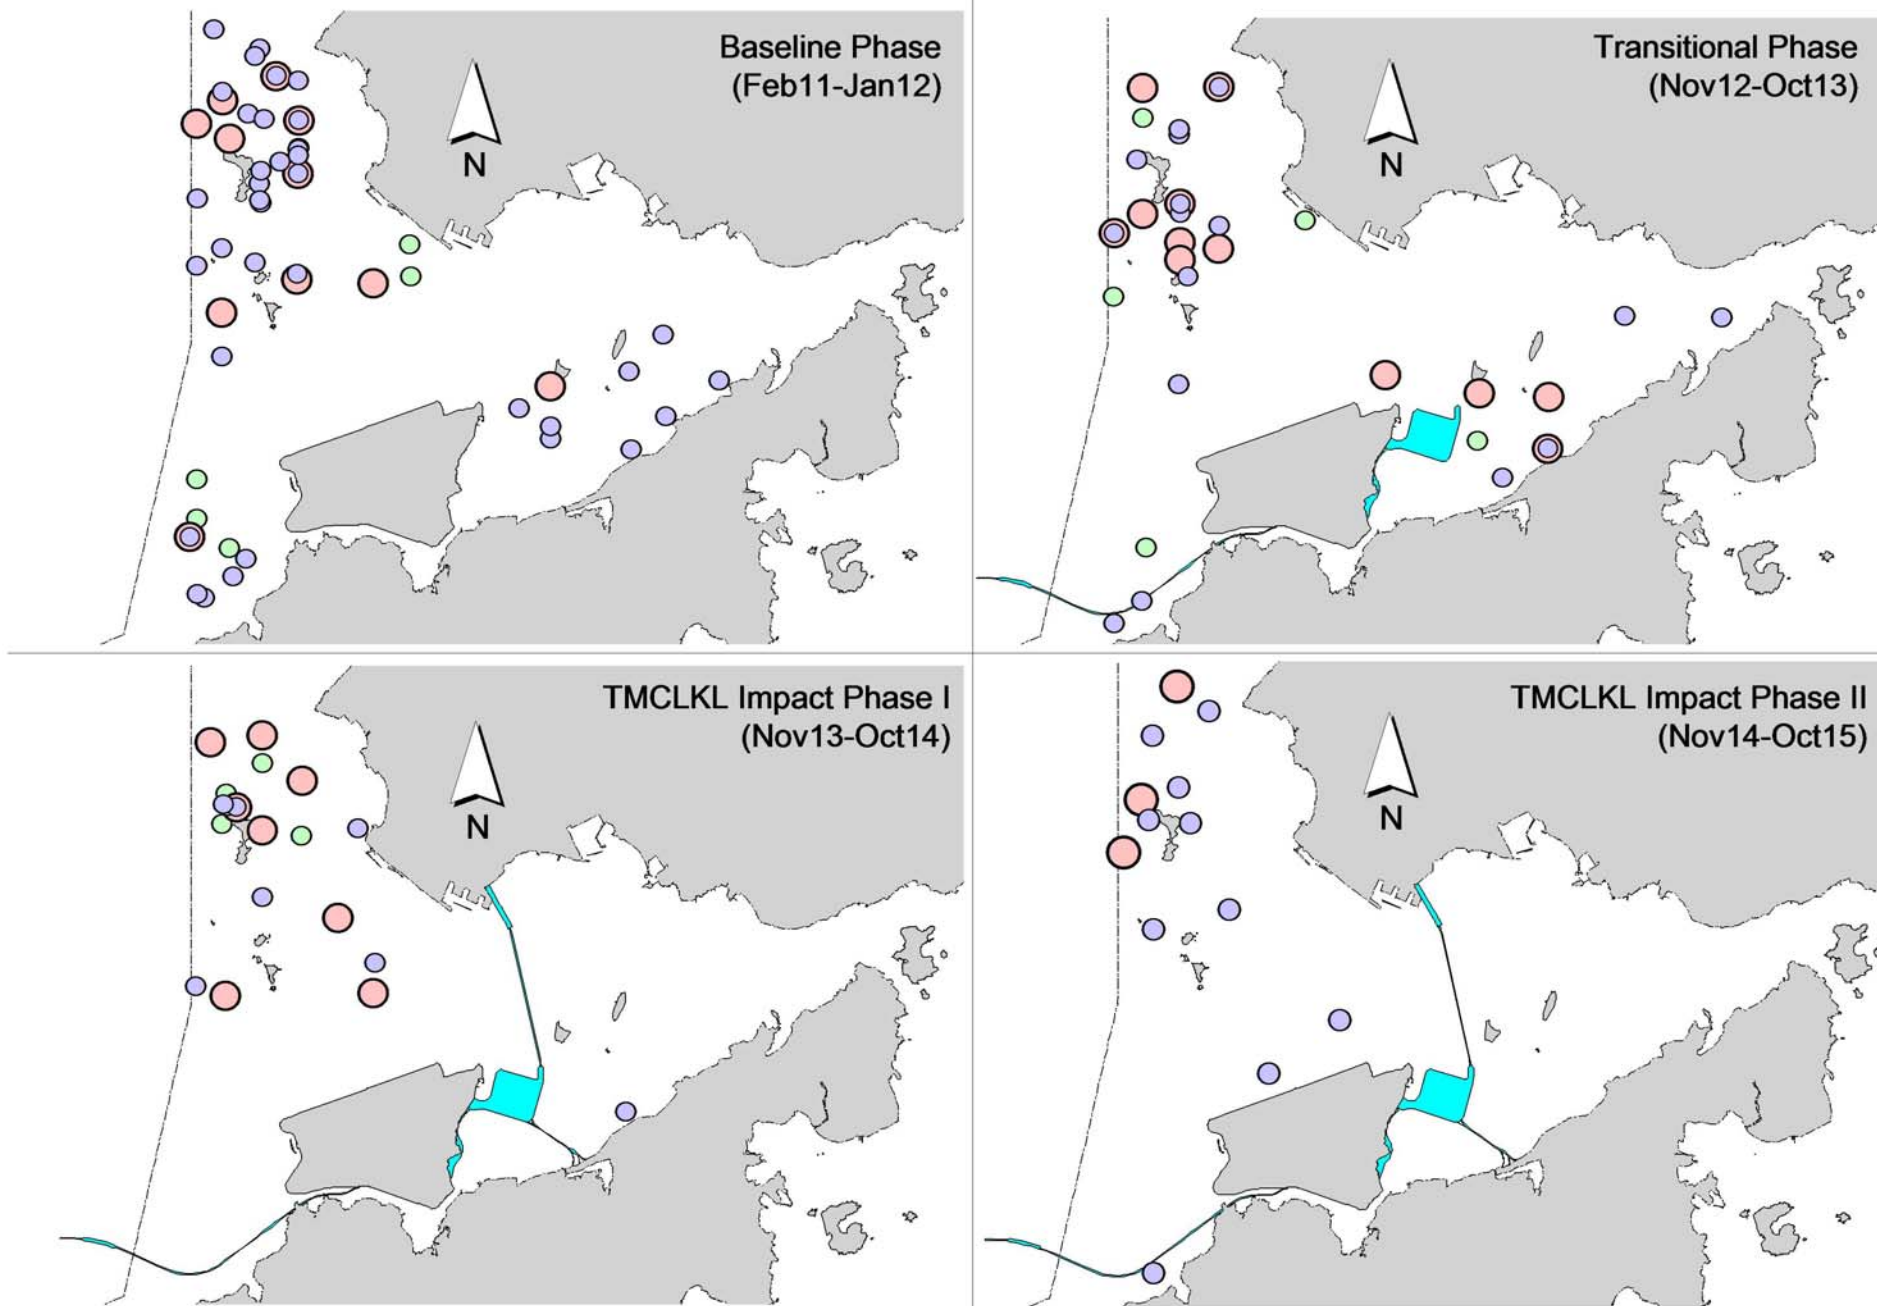 Baseline Phase
(Feb11-Jan12)
N
Transitional Phase
(Nov12-Oct13)
N
TMCLKL Impact Phase I
(Nov13-Oct14)
N
TMCLKL Impact Phase II
(Nov14-Oct15)
N